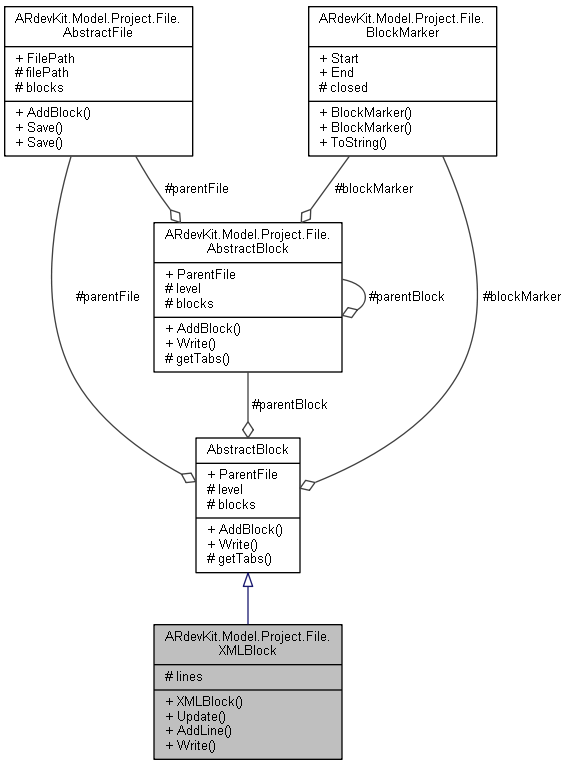 ARdevKit.Model.Project.File.
AbstractFile
+ FilePath
# filePath
# blocks
+ AddBlock()
+ Save()
+ Save()
ARdevKit.Model.Project.File.
BlockMarker
+ Start
+ End
# closed
+ BlockMarker()
+ BlockMarker()
+ ToString()
#parentFile
#blockMarker
ARdevKit.Model.Project.File.
AbstractBlock
+ ParentFile
# level
# blocks
+ AddBlock()
+ Write()
# getTabs()
#parentFile
#parentBlock
#blockMarker
#parentBlock
AbstractBlock
+ ParentFile
# level
# blocks
+ AddBlock()
+ Write()
# getTabs()
ARdevKit.Model.Project.File.
XMLBlock
# lines
+ XMLBlock()
+ Update()
+ AddLine()
+ Write()